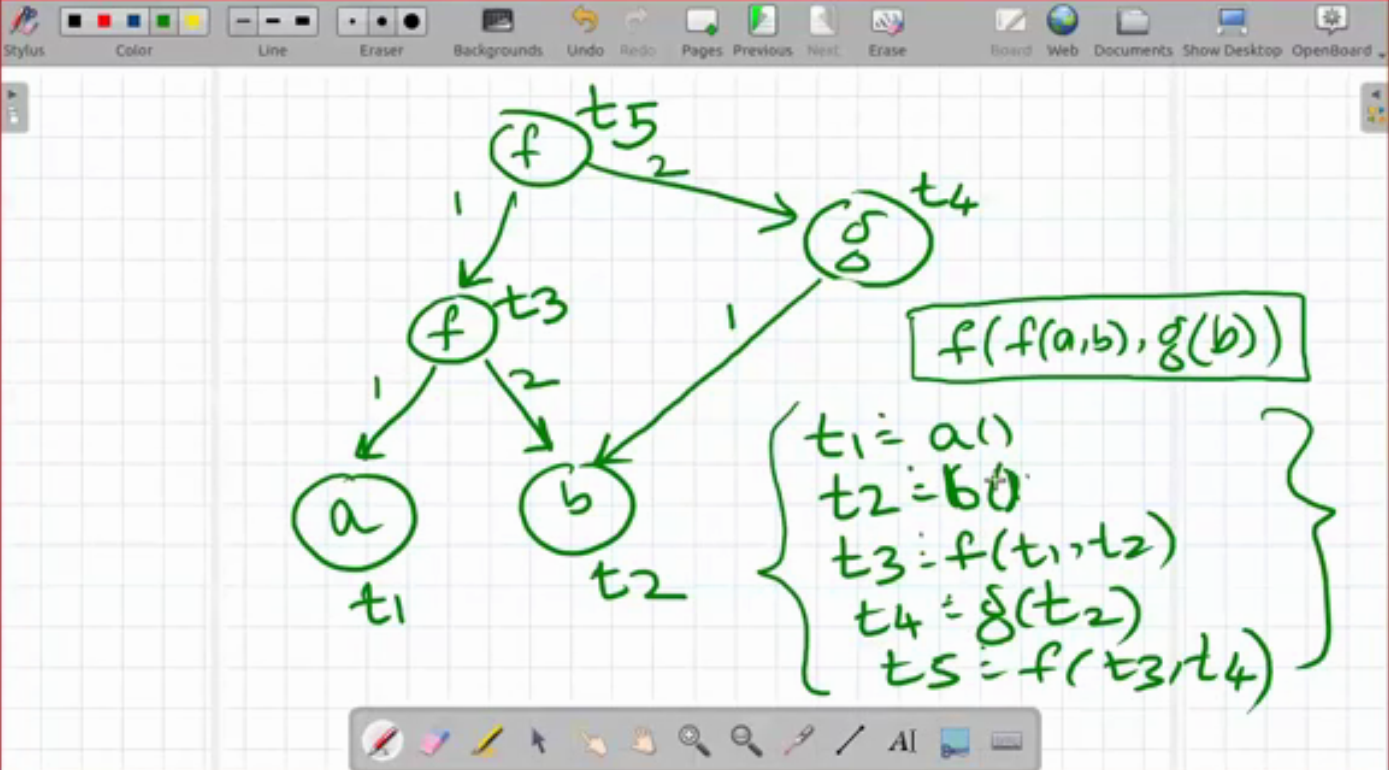 Stylus
Color
Line
Eraser
Backgrounds
Undo
Redo
Pages
Previous
Next
Erase
Board
Web
Documents
Show Desktop
OpenBoard
f
t5
1
2
g
t4
f
t3
1
f(f(a,b),g(b))
1
2
t1 ≐ a()
a
b
t2 ≐ b()
t3 ≐ f(t1,t2)
t1
t2
t4 ≐ g(t2)
t5 ≐ f(t3,t4)
AI